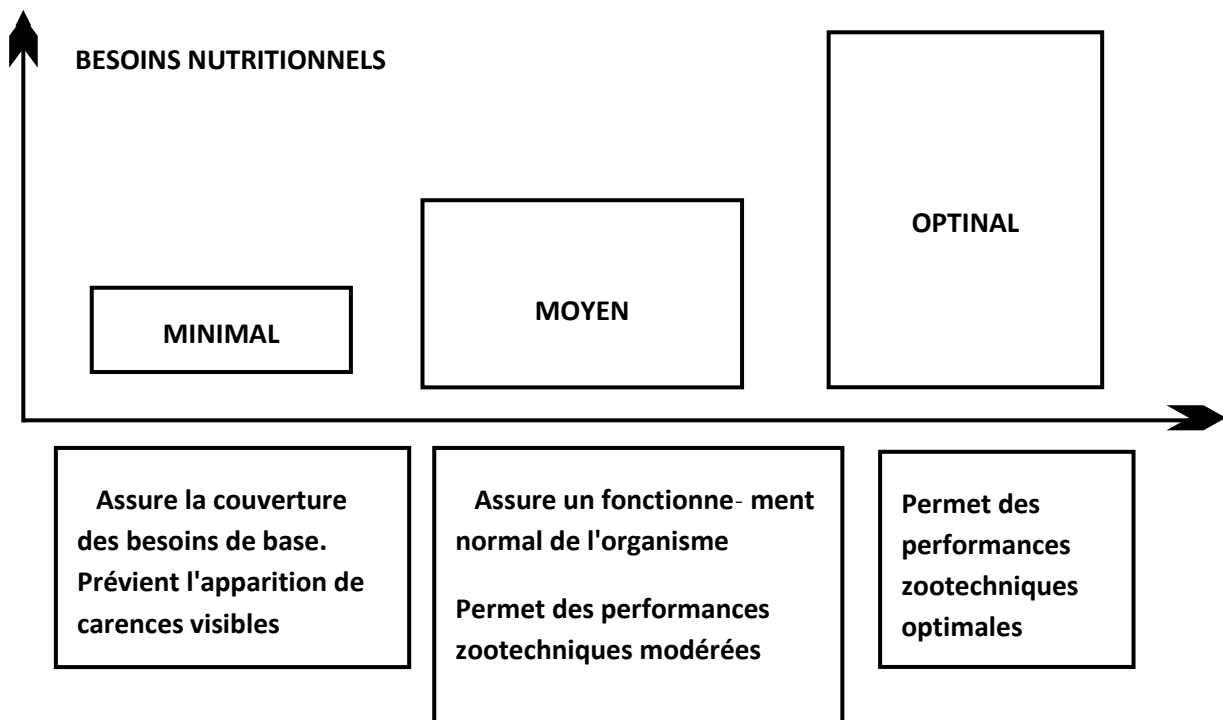 BESOINS NUTRITIONNELS
MINIMAL
MOYEN
OPTINAL
Assure la couverture
des besoins de base.
Prévient l'apparition de
carences visibles
Assure un fonctionne- ment
normal de l'organisme
Permet des performances
zootechniques modérées
Permet des
performances
zootechniques
optimales